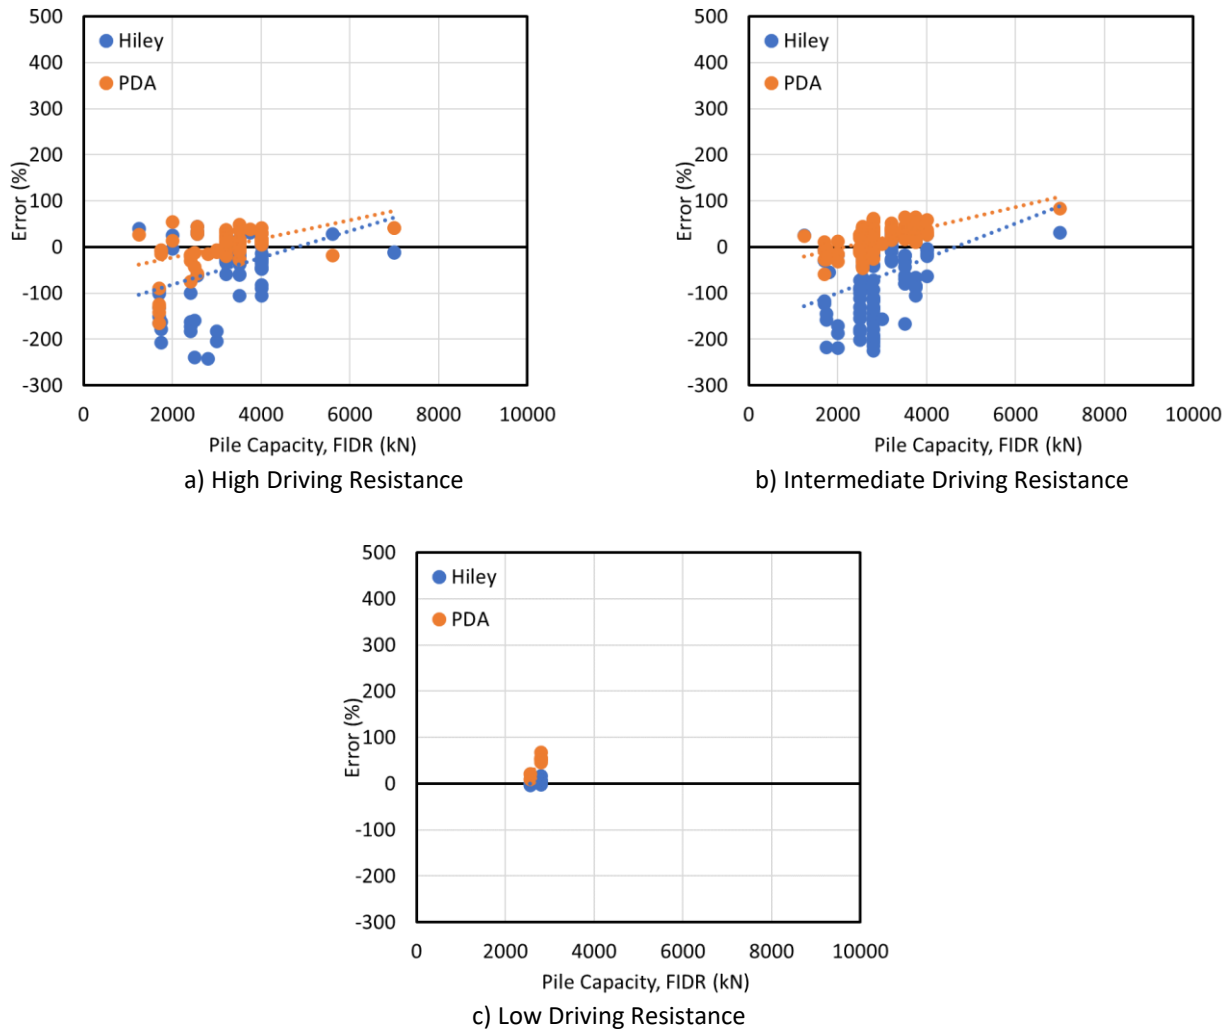 500
400
300
200
100
0
-100
-200
-300
Error (%)
Hiley
PDA
0 2000 4000 6000 8000 10000
Pile Capacity, FIDR (kN)
a) High Driving Resistance
500
400
300
200
100
0
-100
-200
-300
Error (%)
Hiley
PDA
0 2000 4000 6000 8000 10000
Pile Capacity, FIDR (kN)
b) Intermediate Driving Resistance
500
400
300
200
100
0
-100
-200
-300
Error (%)
Hiley
PDA
0 2000 4000 6000 8000 10000
Pile Capacity, FIDR (kN)
c) Low Driving Resistance